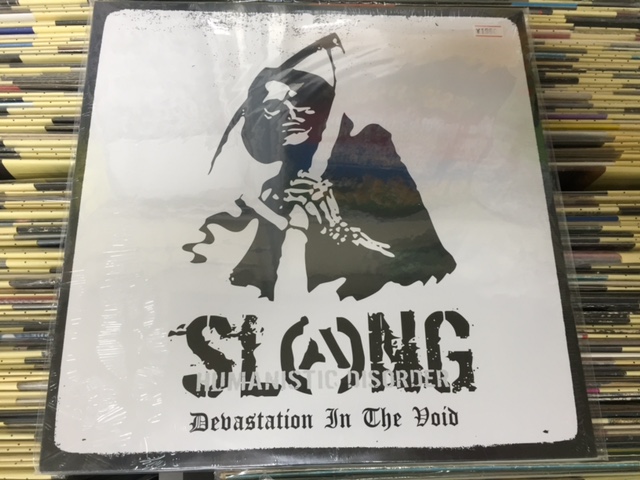 SLANG
HUMANISTIC DISORDER
Devastation In The Void